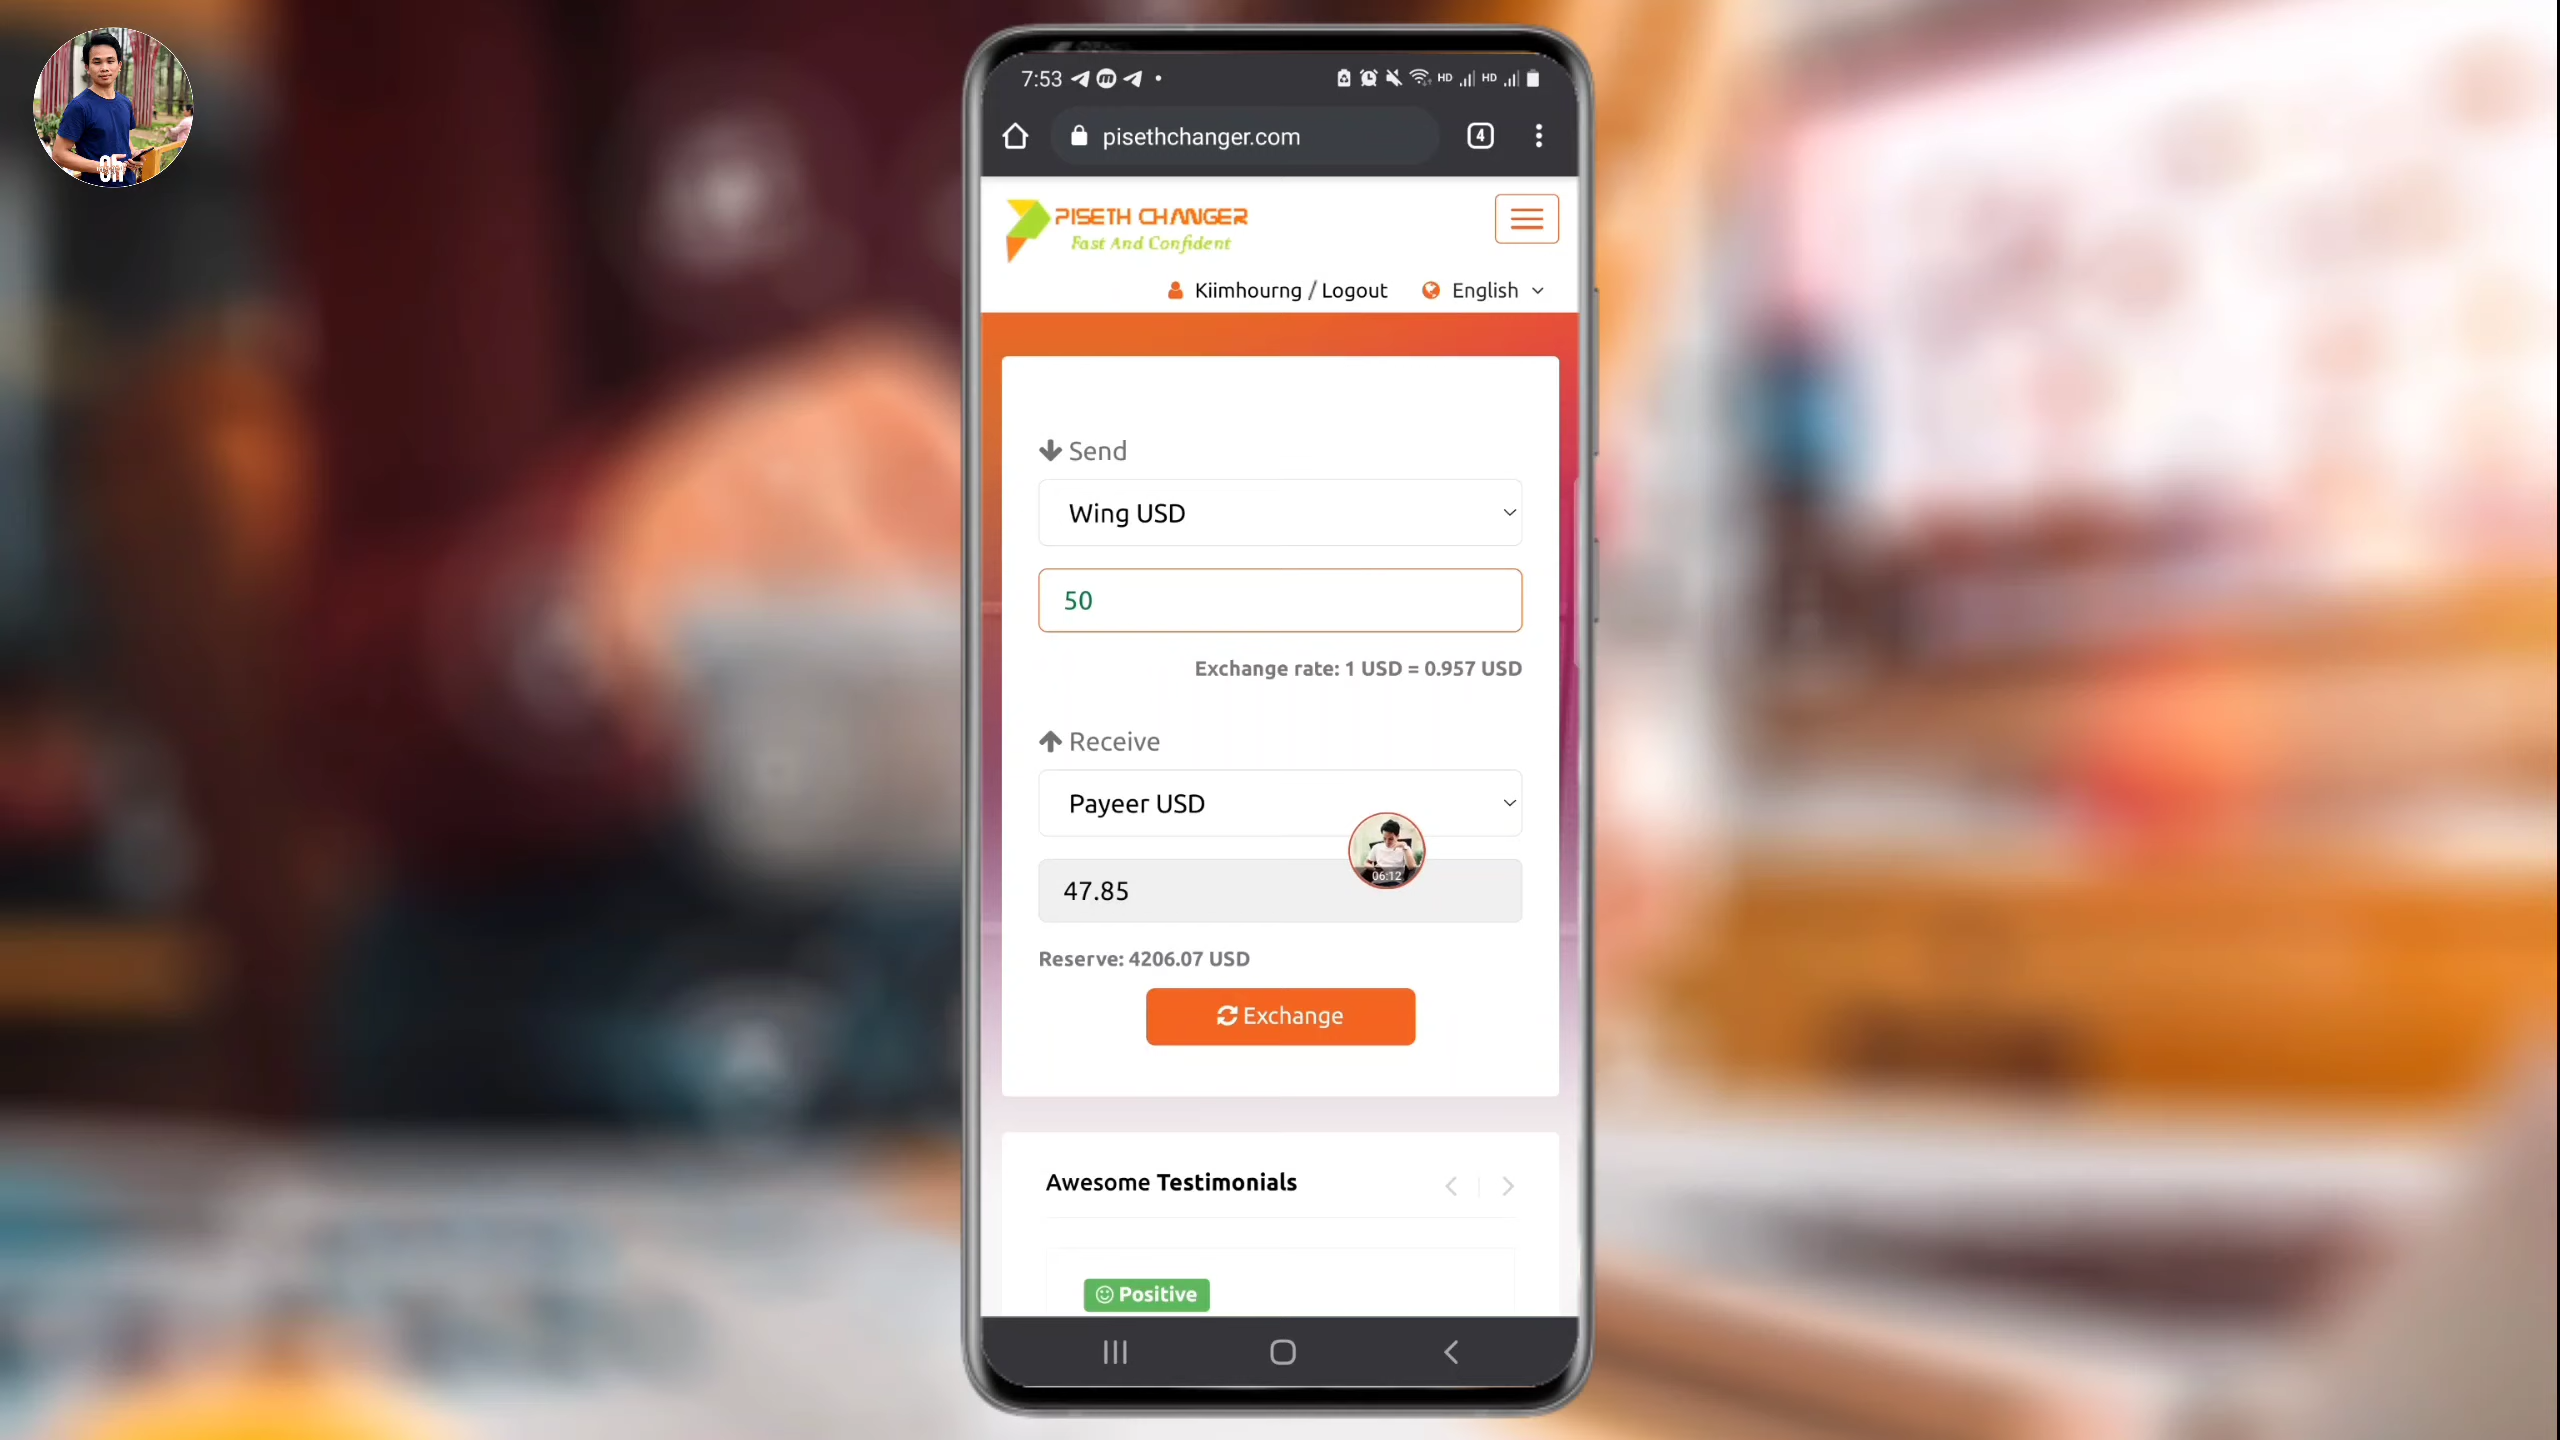 7:53
HD HD
pisethchanger.com
4
PISETH CHANGER
Fast And Confident
Kiimhourng / Logout
English
Send
Wing USD
50
Exchange rate: 1 USD = 0.957 USD
Receive
Payeer USD
06:12
47.85
Reserve: 4206.07 USD
Exchange
Awesome Testimonials
Positive